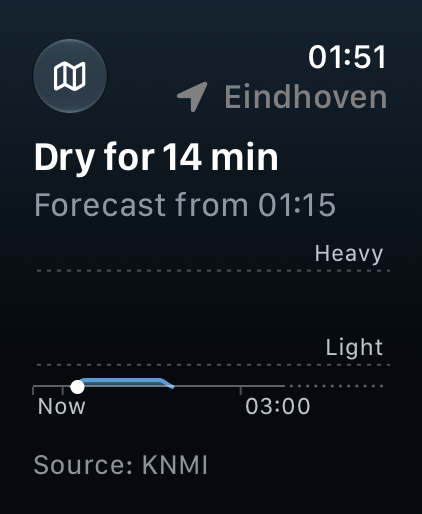 01:51
Eindhoven
Dry for 14 min
Forecast from 01:15
Heavy
Light
Now
03:00
Source: KNMI